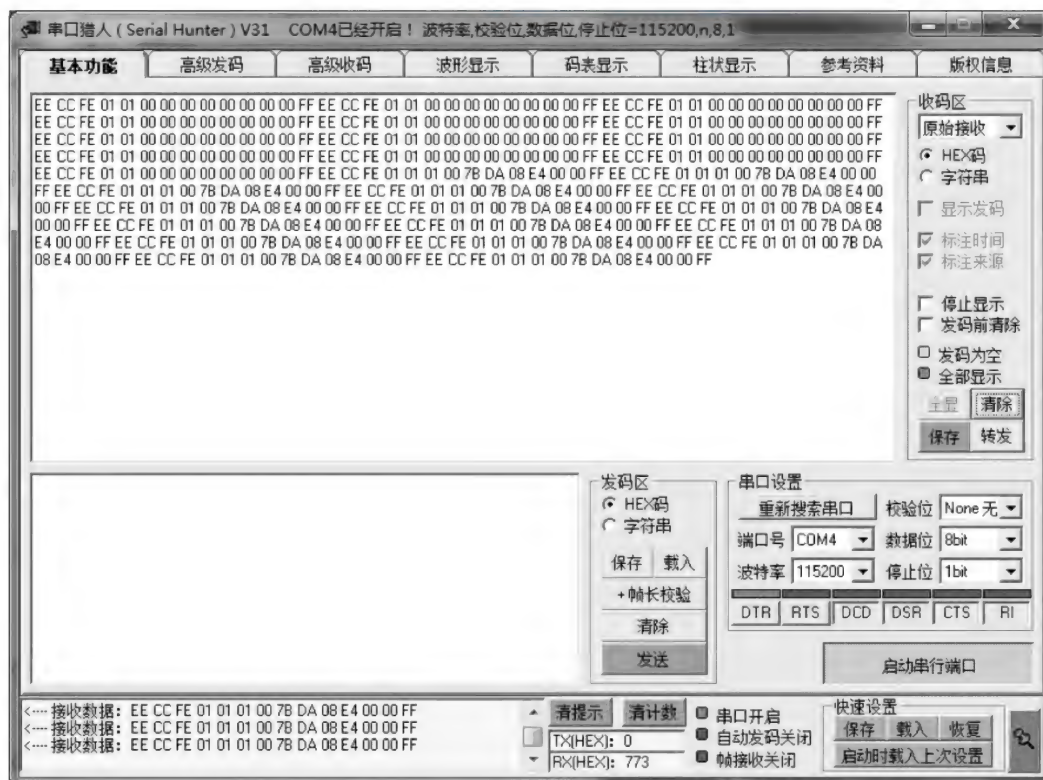 串口猎人 ( Serial Hunter ) V31 COM4已经开启！ 波特率,校验位,数据位,停止位=115200,n,8,1
基本功能 高级发码 高级收码 波形显示 码表显示 柱状显示 参考资料 版权信息
EE CC FE 01 01 00 00 00 00 00 00 00 00 FF EE CC FE 01 01 00 00 00 00 00 00 00 00 FF EE CC FE 01 01 00 00 00 00 00 00 00 00 FF
EE CC FE 01 01 00 00 00 00 00 00 00 00 FF EE CC FE 01 01 00 00 00 00 00 00 00 00 FF EE CC FE 01 01 00 00 00 00 00 00 00 00 FF
EE CC FE 01 01 00 00 00 00 00 00 00 00 FF EE CC FE 01 01 00 00 00 00 00 00 00 00 FF EE CC FE 01 01 00 00 00 00 00 00 00 00 FF
EE CC FE 01 01 00 00 00 00 00 00 00 00 FF EE CC FE 01 01 00 00 00 00 00 00 00 00 FF EE CC FE 01 01 00 00 00 00 00 00 00 00 FF
EE CC FE 01 01 00 00 00 00 00 00 00 00 FF EE CC FE 01 01 01 00 7B DA 08 E4 00 00 FF EE CC FE 01 01 01 00 7B DA 08 E4 00 00
FF EE CC FE 01 01 01 00 7B DA 08 E4 00 00 FF EE CC FE 01 01 01 00 7B DA 08 E4 00 00 FF EE CC FE 01 01 01 00 7B DA 08 E4 00
00 FF EE CC FE 01 01 01 00 7B DA 08 E4 00 00 FF EE CC FE 01 01 01 00 7B DA 08 E4 00 00 FF EE CC FE 01 01 01 00 7B DA 08 E4
00 00 FF EE CC FE 01 01 01 00 7B DA 08 E4 00 00 FF EE CC FE 01 01 01 00 7B DA 08 E4 00 00 FF EE CC FE 01 01 01 00 7B DA 08
E4 00 00 FF EE CC FE 01 01 01 00 7B DA 08 E4 00 00 FF EE CC FE 01 01 01 00 7B DA 08 E4 00 00 FF EE CC FE 01 01 01 00 7B DA
08 E4 00 00 FF EE CC FE 01 01 01 00 7B DA 08 E4 00 00 FF EE CC FE 01 01 01 00 7B DA 08 E4 00 00 FF
收码区
原始接收
HEX码
字符串
显示发码
标注时间
标注来源
停止显示
发码前清除
发码为空
全部显示
全显 清除
保存 转发
发码区
HEX码
字符串
保存 载入
+帧长校验
清除
发送
串口设置
重新搜索串口 校验位 None 无
端口号 COM4 数据位 8bit
波特率 115200 停止位 1bit
DTR RTS DCD DSR CTS RI
启动串行端口
<--- 接收数据: EE CC FE 01 01 01 00 7B DA 08 E4 00 00 FF
<--- 接收数据: EE CC FE 01 01 01 00 7B DA 08 E4 00 00 FF
<--- 接收数据: EE CC FE 01 01 01 00 7B DA 08 E4 00 00 FF
清提示 清计数
TX(HEX): 0
RX(HEX): 773
串口开启
自动发码关闭
帧接收关闭
快速设置
保存 载入 恢复
启动时载入上次设置